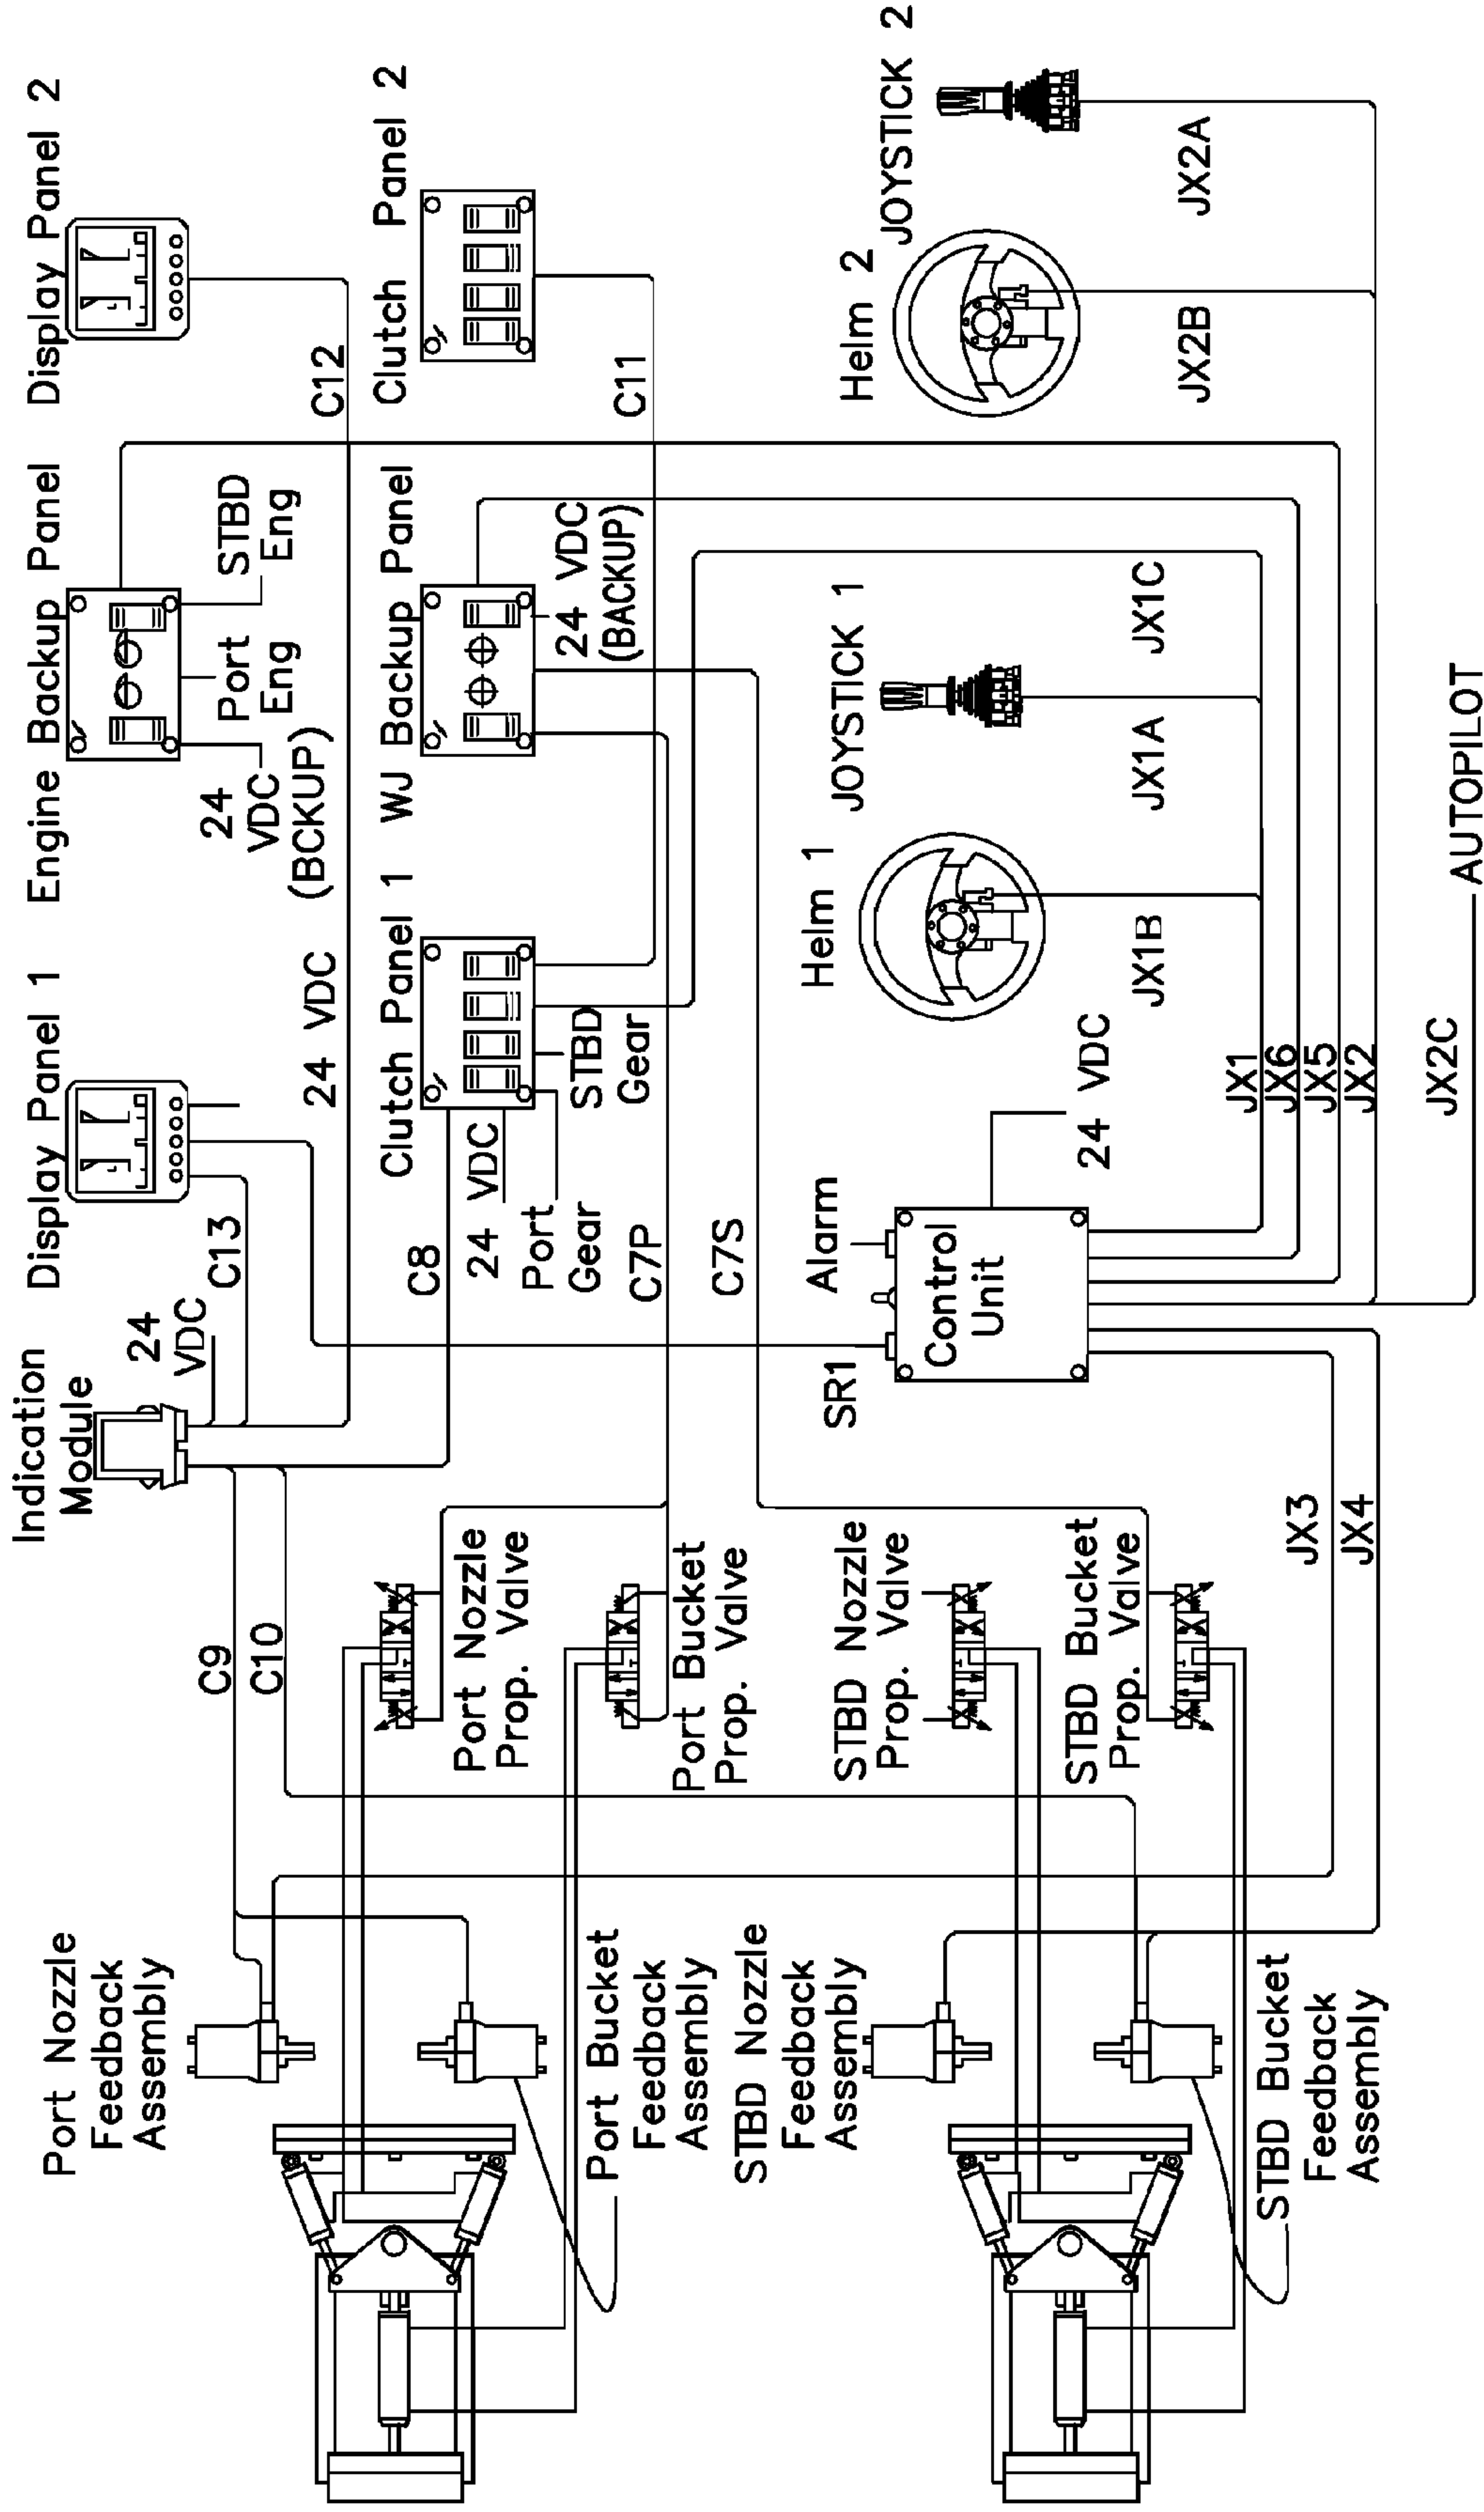 Indication
Module
24
VDC
Display Panel 1
C13
24 VDC
Engine Backup Panel
24
VDC
(BCKUP)
Port
Eng
STBD
Eng
Display Panel 2
C12
C9
C10
C8
Clutch Panel 1
24 VDC
Port
Gear
STBD
Gear
WJ Backup Panel
24 VDC
(BACKUP)
Clutch Panel 2
C11
C7P
C7S
Port Nozzle
Feedback
Assembly
Port Nozzle
Prop. Valve
Port Bucket
Feedback
Assembly
Port Bucket
Prop. Valve
STBD Nozzle
Feedback
Assembly
STBD Nozzle
Prop. Valve
STBD Bucket
Prop. Valve
STBD Bucket
Feedback
Assembly
SR1
Alarm
Control
Unit
24 VDC
Helm 1
JX1B
JOYSTICK 1
JX1A
JX1C
Helm 2
JX2B
JOYSTICK 2
JX2A
JX1
JX6
JX5
JX2
JX3
JX4
JX2C
AUTOPILOT